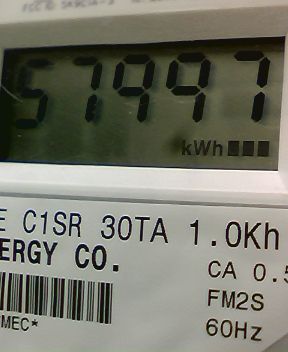 57997
kWh
E C1SR 30TA 1.0Kh
ERGY CO.
CA 0.5
FM2S
60Hz
MEC*